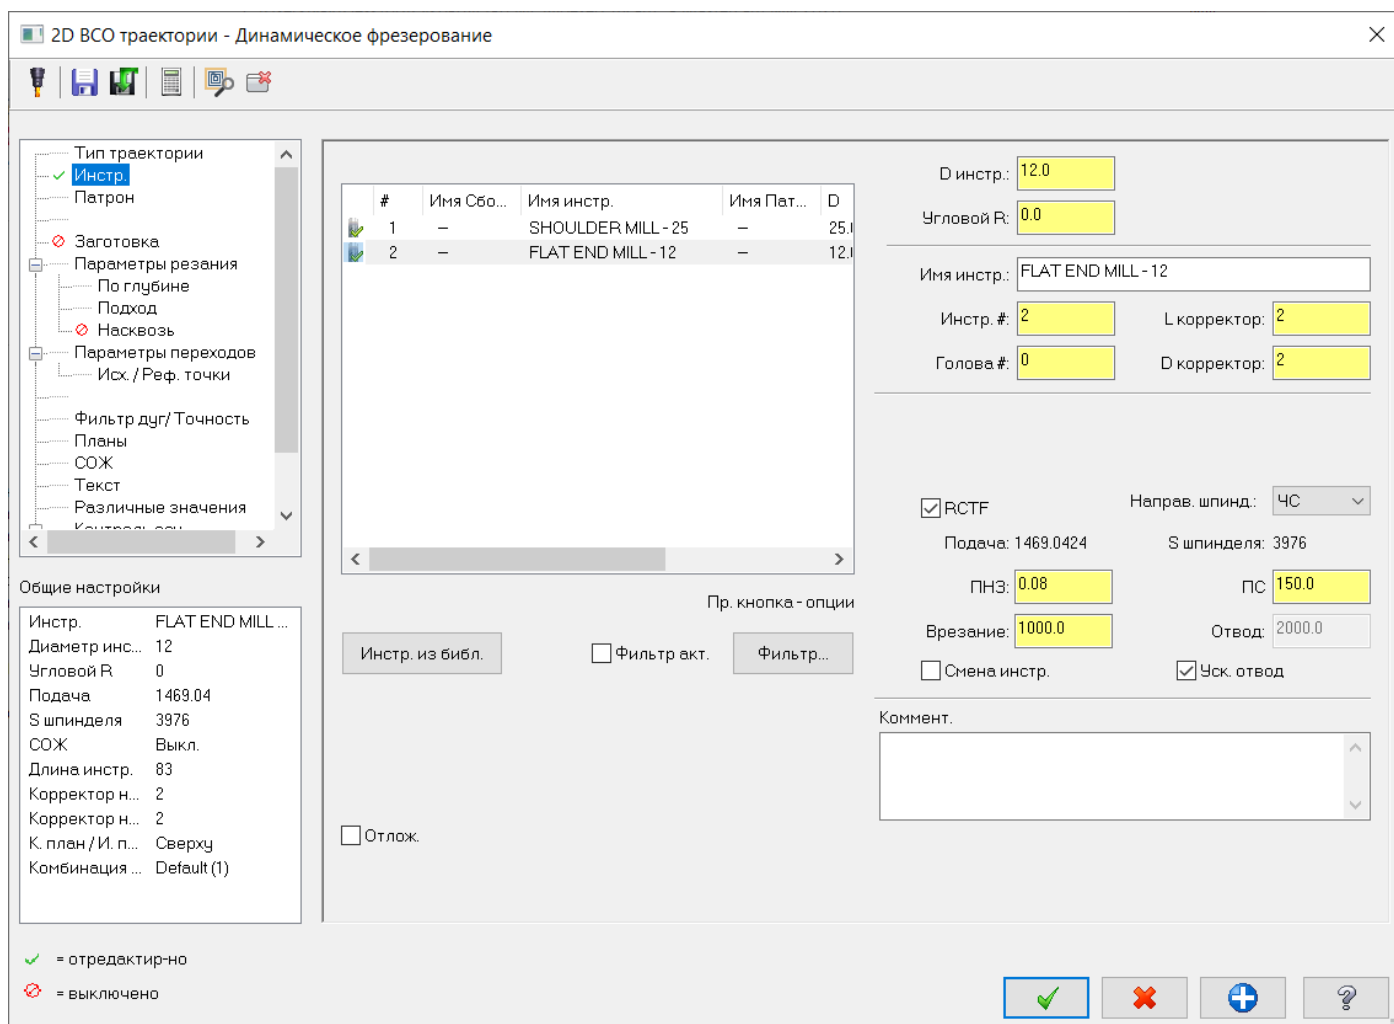 2D ВСО траектории - Динамическое фрезерование
Тип траектории
Инстр.
Патрон
Заготовка
Параметры резания
По глубине
Подход
Насквозь
Параметры переходов
Исх. / Реф. точки
Фильтр дуг/ Точность
Планы
СОЖ
Текст
Различные значения
Общие настройки
Инстр. FLAT END MILL ...
Диаметр инс... 12
Угловой R 0
Подача 1469.04
S шпинделя 3976
СОЖ Выкл.
Длина инстр. 83
Корректор н... 2
Корректор н... 2
К. план / И. п... Сверху
Комбинация ... Default (1)
= отредактир-но
= выключено
# Имя Сбо... Имя инстр. Имя Пат... D
1 – SHOULDER MILL - 25 – 25.
2 – FLAT END MILL - 12 – 12.
Пр. кнопка - опции
Инстр. из библ. Фильтр акт. Фильтр...
Отлож.
D инстр.: 12.0
Угловой R: 0.0
Имя инстр.: FLAT END MILL - 12
Инстр. #: 2 L корректор: 2
Голова #: 0 D корректор: 2
RCTF Направ. шпинд.: ЧС
Подача: 1469.0424 S шпинделя: 3976
ПНЗ: 0.08 ПС 150.0
Врезание: 1000.0 Отвод: 2000.0
Смена инстр. Уск. отвод
Коммент.